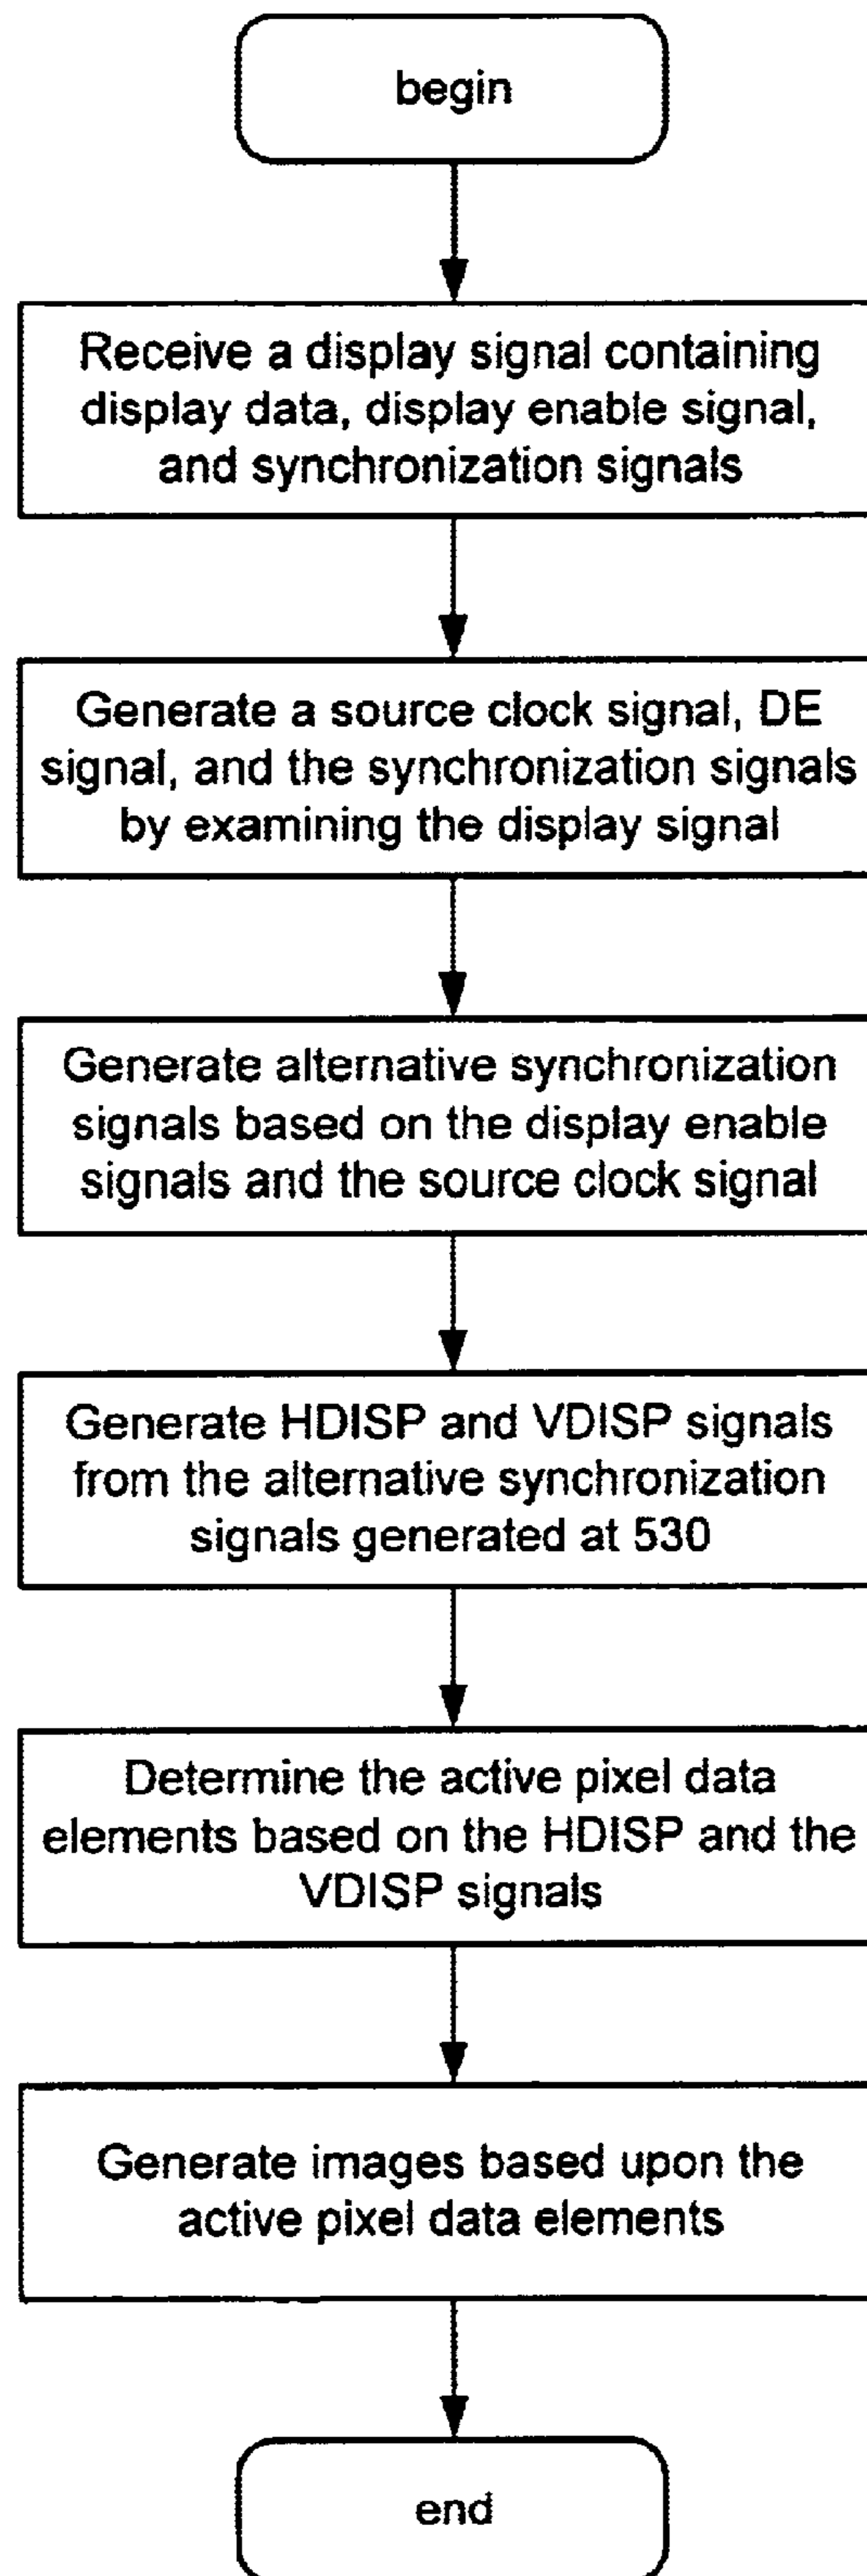 begin
Receive a display signal containing
display data, display enable signal,
and synchronization signals
Generate a source clock signal, DE
signal, and the synchronization signals
by examining the display signal
Generate alternative synchronization
signals based on the display enable
signals and the source clock signal
Generate HDISP and VDISP signals
from the alternative synchronization
signals generated at 530
Determine the active pixel data
elements based on the HDISP and the
VDISP signals
Generate images based upon the
active pixel data elements
end